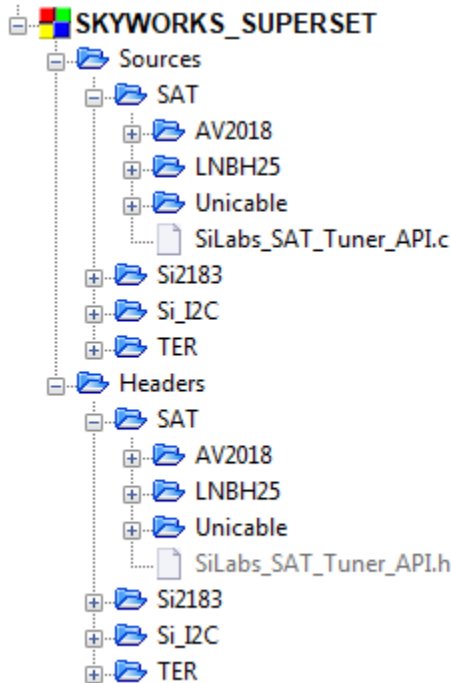 SKYWORKS_SUPERSET
Sources
SAT
AV2018
LNBH25
Unicable
SiLabs_SAT_Tuner_API.c
Si2183
Si_I2C
TER
Headers
SAT
AV2018
LNBH25
Unicable
SiLabs_SAT_Tuner_API.h
Si2183
Si_I2C
TER